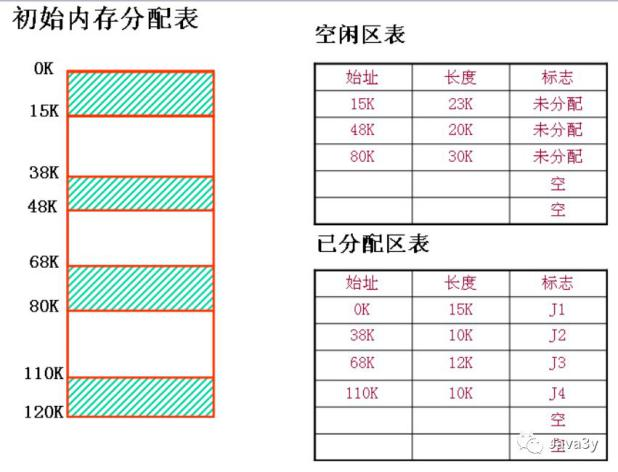 初始内存分配表
0K
15K
38K
48K
68K
80K
110K
120K
空闲区表
始址 长度 标志
15K 23K 未分配
48K 20K 未分配
80K 30K 未分配
空
空
已分配区表
始址 长度 标志
0K 15K J1
38K 10K J2
68K 12K J3
110K 10K J4
空
空
Java3y